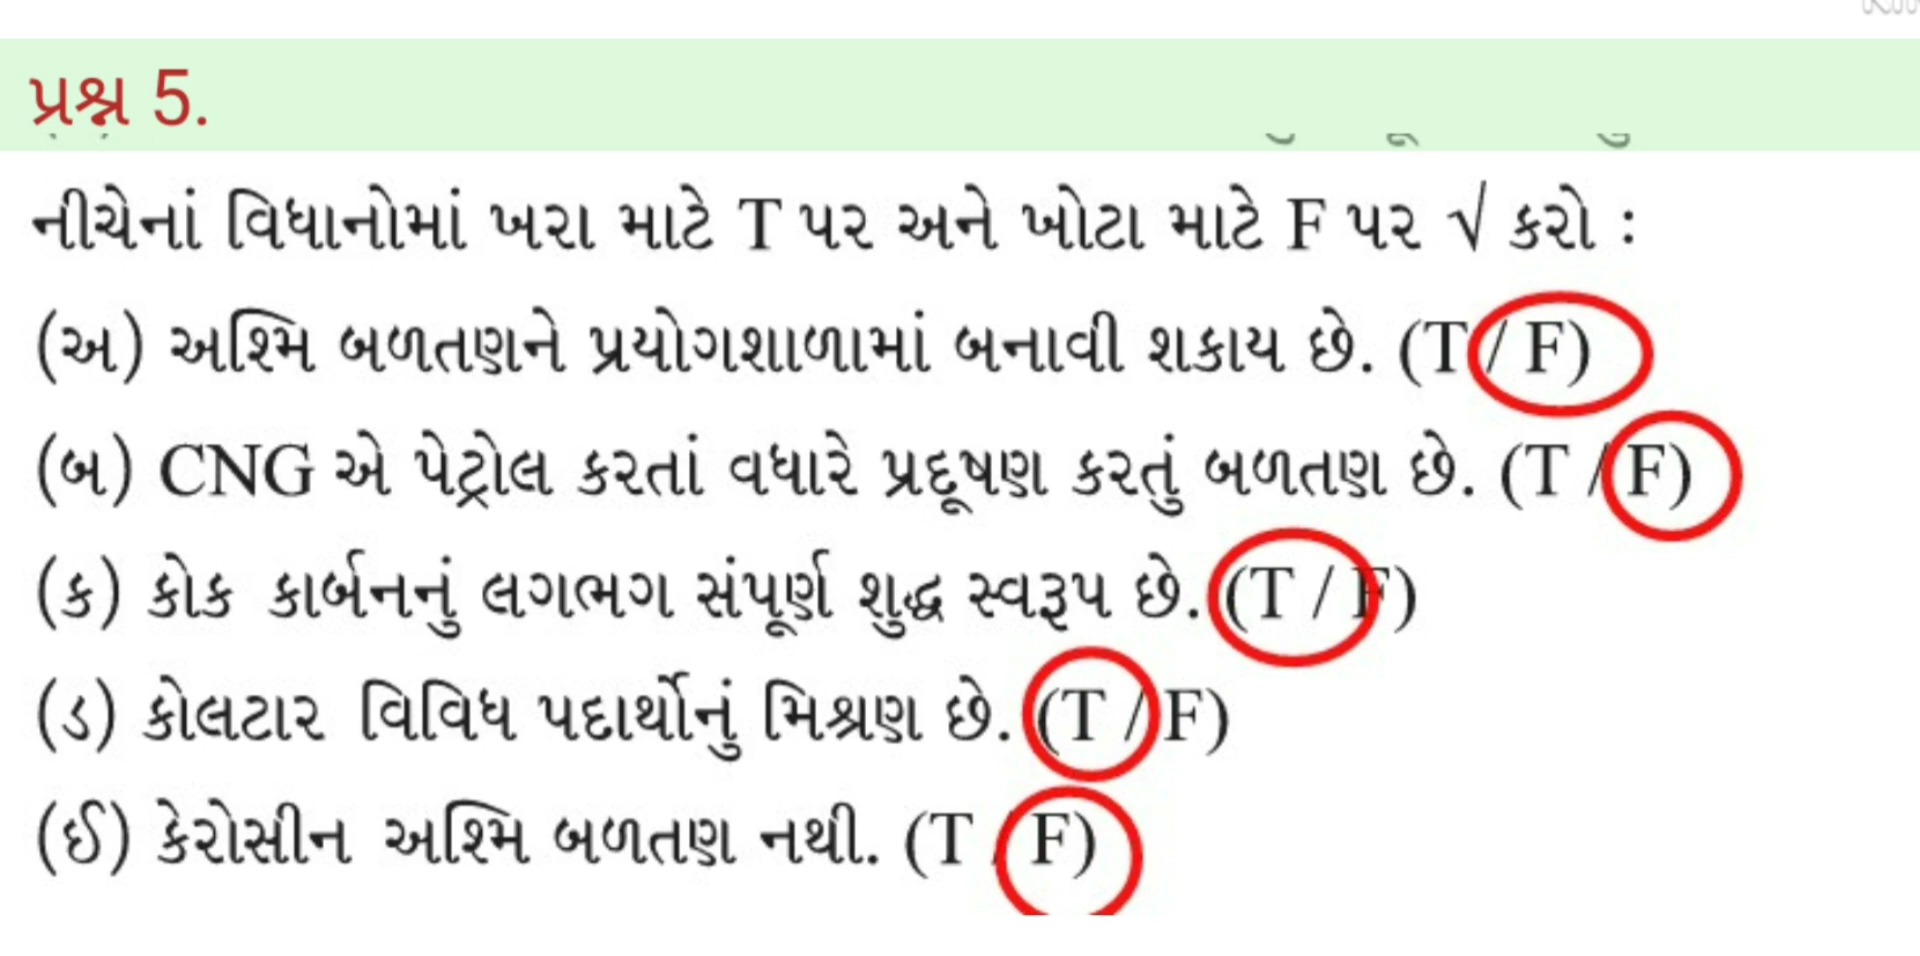 પ્રશ્ન 5.
નીચેનાં વિધાનોમાં ખરા માટે T પર અને ખોટા માટે F પર √ કરો :
(અ) અશ્મિ બળતણને પ્રયોગશાળામાં બનાવી શકાય છે. (T / F)
(બ) CNG એ પેટ્રોલ કરતાં વધારે પ્રદૂષણ કરતું બળતણ છે. (T / F)
(ક) કોક કાર્બનનું લગભગ સંપૂર્ણ શુદ્ધ સ્વરૂપ છે. (T / F)
(ડ) કોલટાર વિવિધ પદાર્થોનું મિશ્રણ છે. (T / F)
(ઈ) કેરોસીન અશ્મિ બળતણ નથી. (T / F)